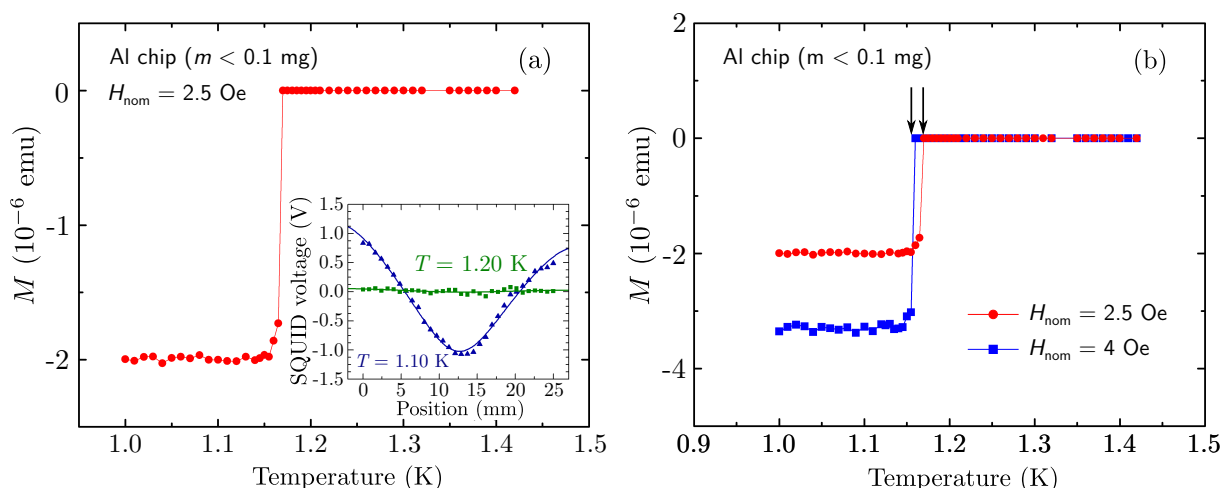 Al chip (m < 0.1 mg)
(a)
H_nom = 2.5 Oe
M (10⁻⁶ emu)
0
-1
-2
1.0 1.1 1.2 1.3 1.4 1.5
Temperature (K)
SQUID voltage (V)
1.5
1.0
0.5
0.0
-0.5
-1.0
-1.5
T = 1.20 K
T = 1.10 K
0 5 10 15 20 25
Position (mm)
Al chip (m < 0.1 mg)
(b)
M (10⁻⁶ emu)
2
0
-2
-4
H_nom = 2.5 Oe
H_nom = 4 Oe
0.9 1.0 1.1 1.2 1.3 1.4 1.5
Temperature (K)